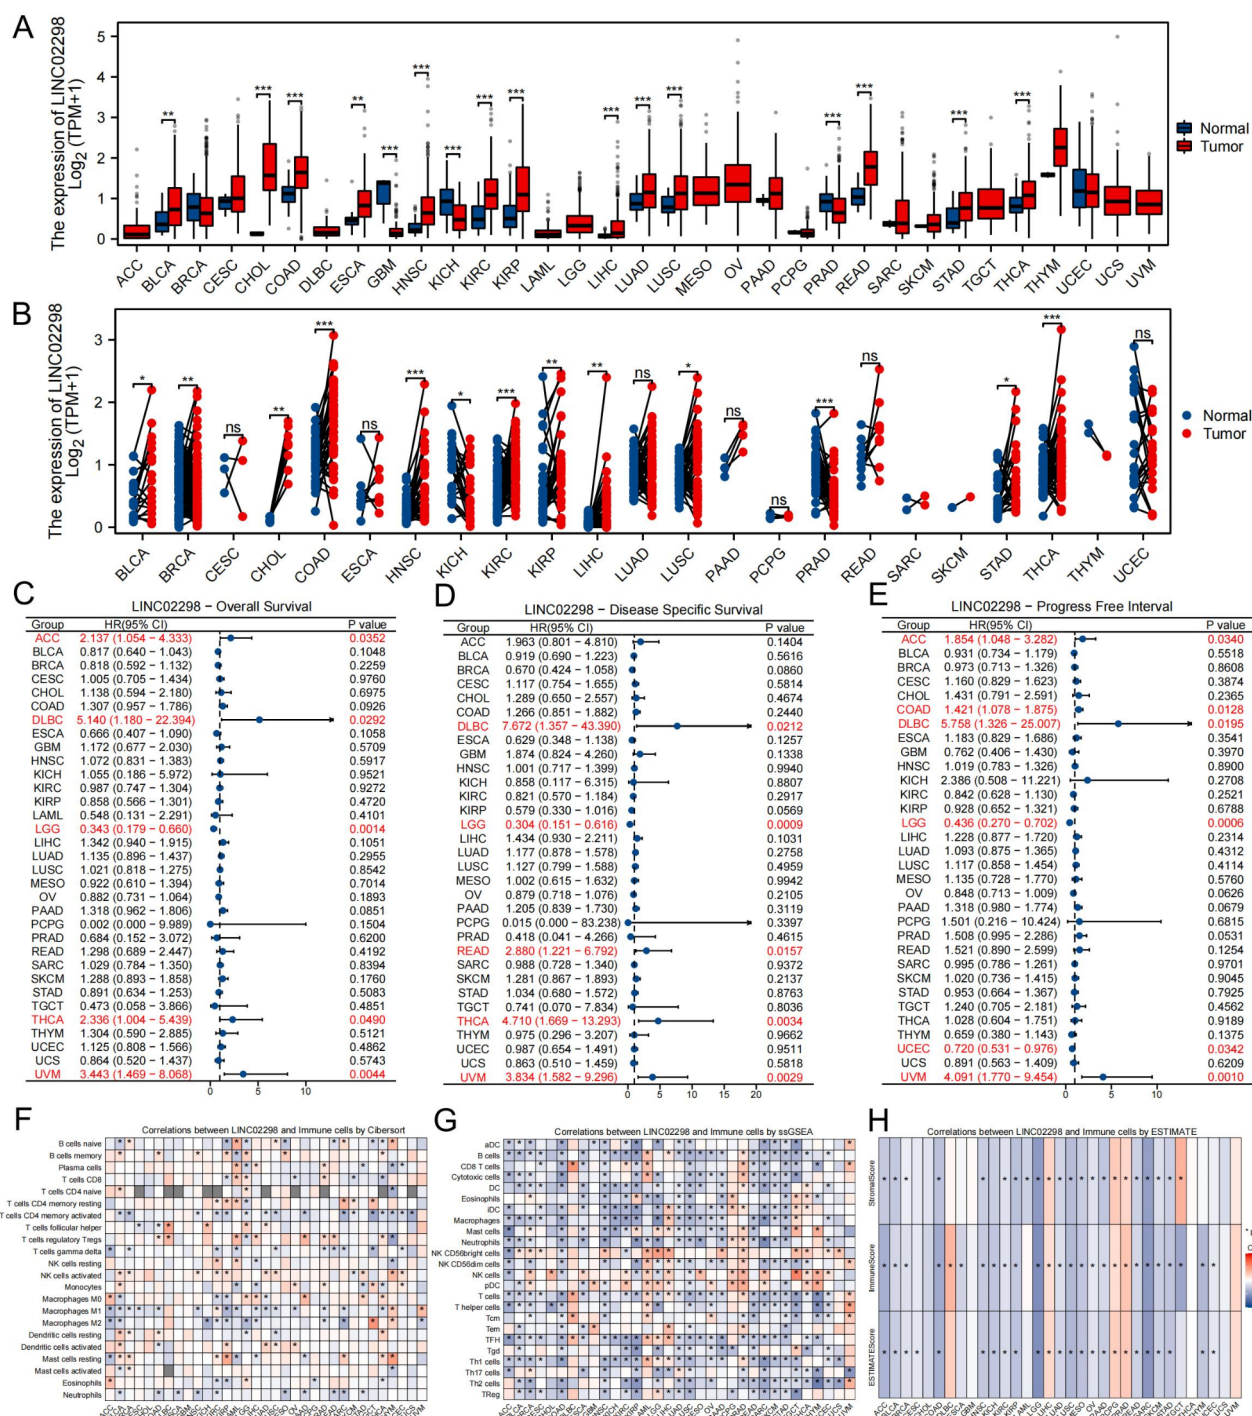 A
The expression of LINC02298
Log2 (TPM+1)
5
4
3
2
1
0
** *** *** ** *** *** *** *** *** *** *** *** *** *** *** ***
Normal
Tumor
ACC BLCA BRCA CESC CHOL COAD DLBC ESCA GBM HNSC KICH KIRC KIRP LAML LGG LIHC LUAD LUSC MESO OV PAAD PCPG PRAD READ SARC SKCM STAD TGCT THCA THYM UCEC UCS UVM
B
The expression of LINC02298
Log2 (TPM+1)
3
2
1
0
* ** ns ** *** ns *** * *** ** ** ns * ns ns *** ns * *** ns
Normal
Tumor
BLCA BRCA CESC CHOL COAD ESCA HNSC KICH KIRC KIRP LIHC LUAD LUSC PAAD PCPG PRAD READ SARC SKCM STAD THCA THYM UCEC
C
LINC02298 − Overall Survival
Group HR(95% CI) P value
ACC 2.137 (1.054 − 4.333) 0.0352
BLCA 0.817 (0.640 − 1.043) 0.1048
BRCA 0.818 (0.592 − 1.132) 0.2259
CESC 1.005 (0.705 − 1.434) 0.9760
CHOL 1.138 (0.594 − 2.180) 0.6975
COAD 1.307 (0.957 − 1.786) 0.0926
DLBC 5.140 (1.180 − 22.394) 0.0292
ESCA 0.666 (0.407 − 1.090) 0.1058
GBM 1.172 (0.677 − 2.030) 0.5709
HNSC 1.072 (0.831 − 1.383) 0.5917
KICH 1.055 (0.186 − 5.972) 0.9521
KIRC 0.987 (0.747 − 1.304) 0.9272
KIRP 0.858 (0.566 − 1.301) 0.4720
LAML 0.548 (0.131 − 2.291) 0.4101
LGG 0.343 (0.179 − 0.660) 0.0014
LIHC 1.342 (0.940 − 1.915) 0.1051
LUAD 1.135 (0.896 − 1.437) 0.2955
LUSC 1.021 (0.818 − 1.275) 0.8542
MESO 0.922 (0.610 − 1.394) 0.7014
OV 0.882 (0.731 − 1.064) 0.1893
PAAD 1.318 (0.962 − 1.806) 0.0851
PCPG 0.002 (0.000 − 9.989) 0.1504
PRAD 0.684 (0.152 − 3.072) 0.6200
READ 1.298 (0.689 − 2.447) 0.4192
SARC 1.029 (0.784 − 1.350) 0.8394
SKCM 1.288 (0.893 − 1.858) 0.1760
STAD 0.891 (0.634 − 1.253) 0.5083
TGCT 0.473 (0.058 − 3.866) 0.4851
THCA 2.336 (1.004 − 5.439) 0.0490
THYM 1.304 (0.590 − 2.885) 0.5121
UCEC 1.125 (0.808 − 1.566) 0.4862
UCS 0.864 (0.520 − 1.437) 0.5743
UVM 3.443 (1.469 − 8.068) 0.0044
0 5 10
D
LINC02298 − Disease Specific Survival
Group HR(95% CI) P value
ACC 1.963 (0.801 − 4.810) 0.1404
BLCA 0.919 (0.690 − 1.223) 0.5616
BRCA 0.670 (0.424 − 1.058) 0.0860
CESC 1.117 (0.754 − 1.655) 0.5814
CHOL 1.289 (0.650 − 2.557) 0.4674
COAD 1.266 (0.851 − 1.882) 0.2440
DLBC 7.672 (1.357 − 43.390) 0.0212
ESCA 0.629 (0.348 − 1.138) 0.1257
GBM 1.874 (0.824 − 4.260) 0.1338
HNSC 1.001 (0.717 − 1.399) 0.9940
KICH 0.858 (0.117 − 6.315) 0.8807
KIRC 0.821 (0.570 − 1.184) 0.2917
KIRP 0.579 (0.330 − 1.016) 0.0569
LGG 0.304 (0.151 − 0.616) 0.0009
LIHC 1.434 (0.930 − 2.211) 0.1031
LUAD 1.177 (0.878 − 1.578) 0.2758
LUSC 1.127 (0.799 − 1.588) 0.4959
MESO 1.002 (0.615 − 1.632) 0.9942
OV 0.879 (0.718 − 1.076) 0.2105
PAAD 1.205 (0.839 − 1.730) 0.3119
PCPG 0.015 (0.000 − 83.238) 0.3397
PRAD 0.418 (0.041 − 4.266) 0.4615
READ 2.880 (1.221 − 6.792) 0.0157
SARC 0.988 (0.728 − 1.340) 0.9372
SKCM 1.281 (0.867 − 1.893) 0.2137
STAD 1.034 (0.680 − 1.572) 0.8763
TGCT 0.741 (0.070 − 7.834) 0.8036
THCA 4.710 (1.669 − 13.293) 0.0034
THYM 0.975 (0.296 − 3.207) 0.9662
UCEC 0.987 (0.654 − 1.491) 0.9511
UCS 0.863 (0.510 − 1.459) 0.5818
UVM 3.834 (1.582 − 9.296) 0.0029
0 5 10 15 20
E
LINC02298 − Progress Free Interval
Group HR(95% CI) P value
ACC 1.854 (1.048 − 3.282) 0.0340
BLCA 0.931 (0.734 − 1.179) 0.5518
BRCA 0.973 (0.713 − 1.326) 0.8608
CESC 1.160 (0.829 − 1.623) 0.3874
CHOL 1.431 (0.791 − 2.591) 0.2365
COAD 1.421 (1.078 − 1.875) 0.0128
DLBC 5.758 (1.326 − 25.007) 0.0195
ESCA 1.183 (0.829 − 1.686) 0.3541
GBM 0.762 (0.406 − 1.430) 0.3970
HNSC 1.019 (0.783 − 1.326) 0.8900
KICH 2.386 (0.508 − 11.221) 0.2708
KIRC 0.842 (0.628 − 1.130) 0.2521
KIRP 0.928 (0.652 − 1.321) 0.6788
LGG 0.436 (0.270 − 0.702) 0.0006
LIHC 1.228 (0.877 − 1.720) 0.2314
LUAD 1.093 (0.875 − 1.365) 0.4312
LUSC 1.117 (0.858 − 1.454) 0.4114
MESO 1.135 (0.728 − 1.770) 0.5760
OV 0.848 (0.713 − 1.009) 0.0626
PAAD 1.318 (0.980 − 1.774) 0.0679
PCPG 1.501 (0.216 − 10.424) 0.6815
PRAD 1.508 (0.995 − 2.286) 0.0531
READ 1.521 (0.890 − 2.599) 0.1254
SARC 0.995 (0.786 − 1.261) 0.9701
SKCM 1.020 (0.736 − 1.415) 0.9045
STAD 0.953 (0.664 − 1.367) 0.7925
TGCT 1.240 (0.705 − 2.181) 0.4562
THCA 1.028 (0.604 − 1.751) 0.9189
THYM 0.659 (0.380 − 1.143) 0.1375
UCEC 0.720 (0.531 − 0.976) 0.0342
UCS 0.891 (0.563 − 1.409) 0.6209
UVM 4.091 (1.770 − 9.454) 0.0010
0 5 10
F
Correlations between LINC02298 and Immune cells by Cibersort
B cells naive
B cells memory
Plasma cells
T cells CD8
T cells CD4 naive
T cells CD4 memory resting
T cells CD4 memory activated
T cells follicular helper
T cells regulatory Tregs
T cells gamma delta
NK cells resting
NK cells activated
Monocytes
Macrophages M0
Macrophages M1
Macrophages M2
Dendritic cells resting
Dendritic cells activated
Mast cells resting
Mast cells activated
Eosinophils
Neutrophils
G
Correlations between LINC02298 and Immune cells by ssGSEA
aDC
B cells
CD8 T cells
Cytotoxic cells
DC
Eosinophils
iDC
Macrophages
Mast cells
Neutrophils
NK CD56bright cells
NK CD56dim cells
NK cells
pDC
T cells
T helper cells
Tcm
Tem
TFH
Tgd
Th1 cells
Th17 cells
Th2 cells
TReg
H
Correlations between LINC02298 and Immune cells by ESTIMATE
StromalScore
ImmuneScore
ESTIMATEScore